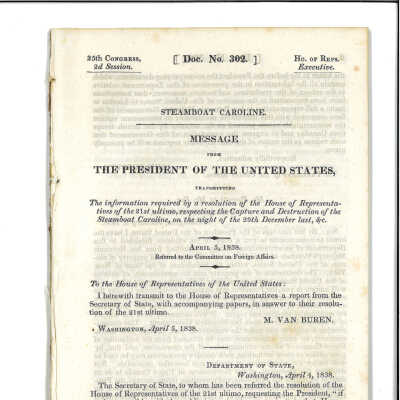 25th Congress, [ Doc. No. 302. ] Ho. of Reps.
2d Session. Executive.
STEAMBOAT CAROLINE.
MESSAGE
FROM
THE PRESIDENT OF THE UNITED STATES,
TRANSMITTING
The information required by a resolution of the House of Representa-
tives of the 21st ultimo, respecting the Capture and Destruction of the
Steamboat Caroline, on the night of the 29th December last, &c.
April 5, 1838.
Referred to the Committee on Foreign Affairs.
To the House of Representatives of the United States:
I herewith transmit to the House of Representatives a report from the
Secretary of State, with accompanying papers, in answer to their resolu-
tion of the 21st ultimo.
M. VAN BUREN.
Washington, April 5, 1838.
Department of State,
Washington, April 4, 1838.
The Secretary of State, to whom has been referred the resolution of the
House of Representatives of the 21st ultimo, requesting the President, "if